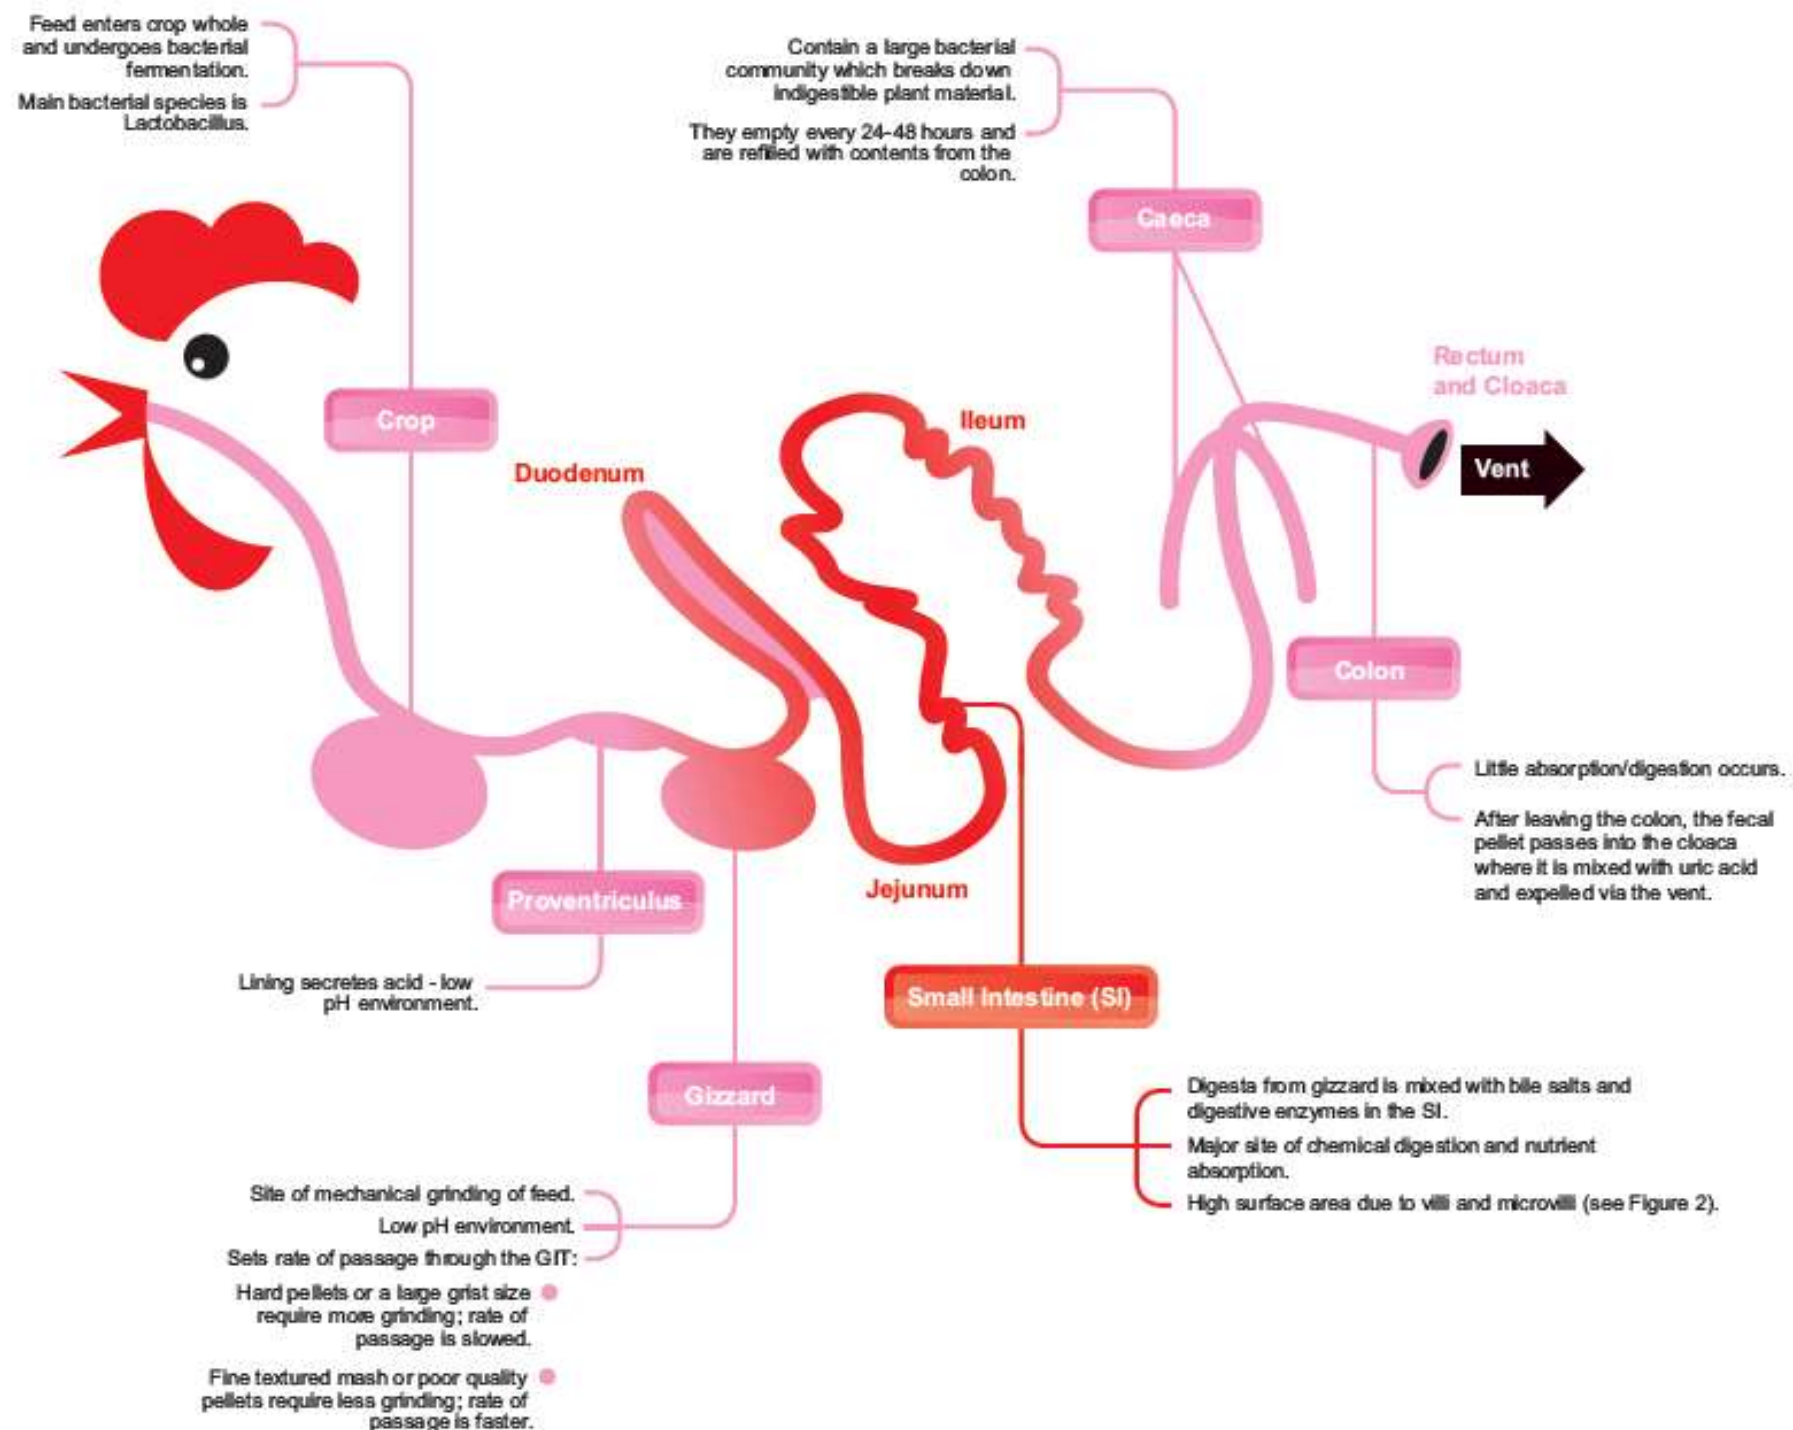 Feed enters crop whole
and undergoes bacterial
fermentation.
Main bacterial species is
Lactobacillus.
Contain a large bacterial
community which breaks down
indigestible plant material.
They empty every 24-48 hours and
are refilled with contents from the
colon.
Caeca
Rectum
and Cloaca
Crop
Ileum
Duodenum
Vent
Colon
Little absorption/digestion occurs.
After leaving the colon, the fecal
pellet passes into the cloaca
where it is mixed with uric acid
and expelled via the vent.
Jejunum
Proventriculus
Lining secretes acid - low
pH environment.
Small Intestine (SI)
Gizzard
Digesta from gizzard is mixed with bile salts and
digestive enzymes in the SI.
Major site of chemical digestion and nutrient
absorption.
High surface area due to villi and microvilli (see Figure 2).
Site of mechanical grinding of feed.
Low pH environment.
Sets rate of passage through the GIT:
Hard pellets or a large grist size
require more grinding; rate of
passage is slowed.
Fine textured mash or poor quality
pellets require less grinding; rate of
passage is faster.